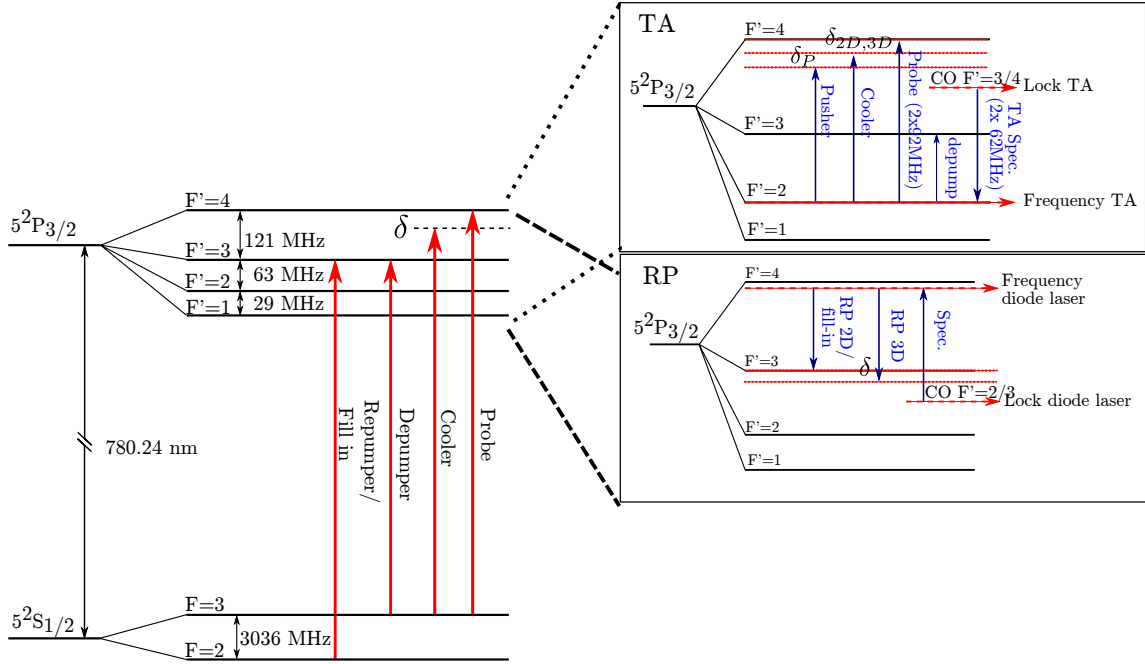 5²P3/2
F'=4
F'=3
F'=2
F'=1
121 MHz
63 MHz
29 MHz
δ
780.24 nm
Fill in
Repumper/
Depumper
Cooler
Probe
5²S1/2
F=3
F=2
3036 MHz
TA
5²P3/2
F'=4
F'=3
F'=2
F'=1
δ2D,3D
δP
Pusher
Cooler
Probe (2x92MHz)
depump
CO F'=3/4
Lock TA
TA Spec.
(2x 62MHz)
Frequency TA
RP
5²P3/2
F'=4
F'=3
F'=2
F'=1
Frequency
diode laser
RP 2D/
fill-in
RP 3D
δ
Spec.
CO F'=2/3
Lock diode laser